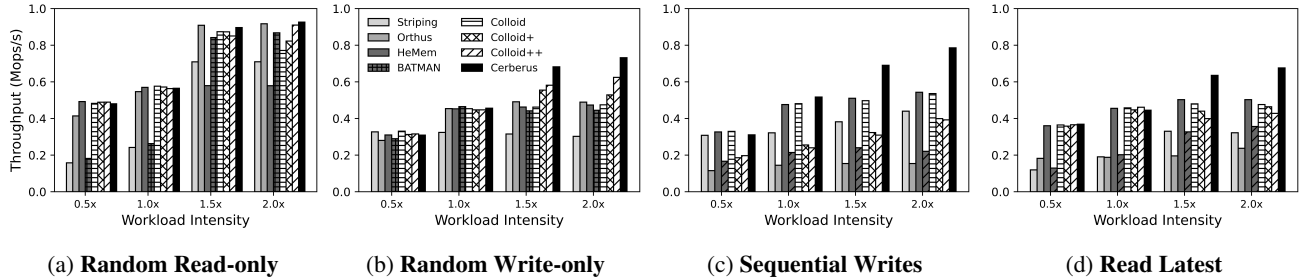 Throughput (Mops/s)
1.0
0.8
0.6
0.4
0.2
0.0
0.5x 1.0x 1.5x 2.0x
Workload Intensity
(a) Random Read-only
1.0
0.8
0.6
0.4
0.2
0.0
Striping
Orthus
HeMem
BATMAN
Colloid
Colloid+
Colloid++
Cerberus
0.5x 1.0x 1.5x 2.0x
Workload Intensity
(b) Random Write-only
1.0
0.8
0.6
0.4
0.2
0.0
0.5x 1.0x 1.5x 2.0x
Workload Intensity
(c) Sequential Writes
1.0
0.8
0.6
0.4
0.2
0.0
0.5x 1.0x 1.5x 2.0x
Workload Intensity
(d) Read Latest